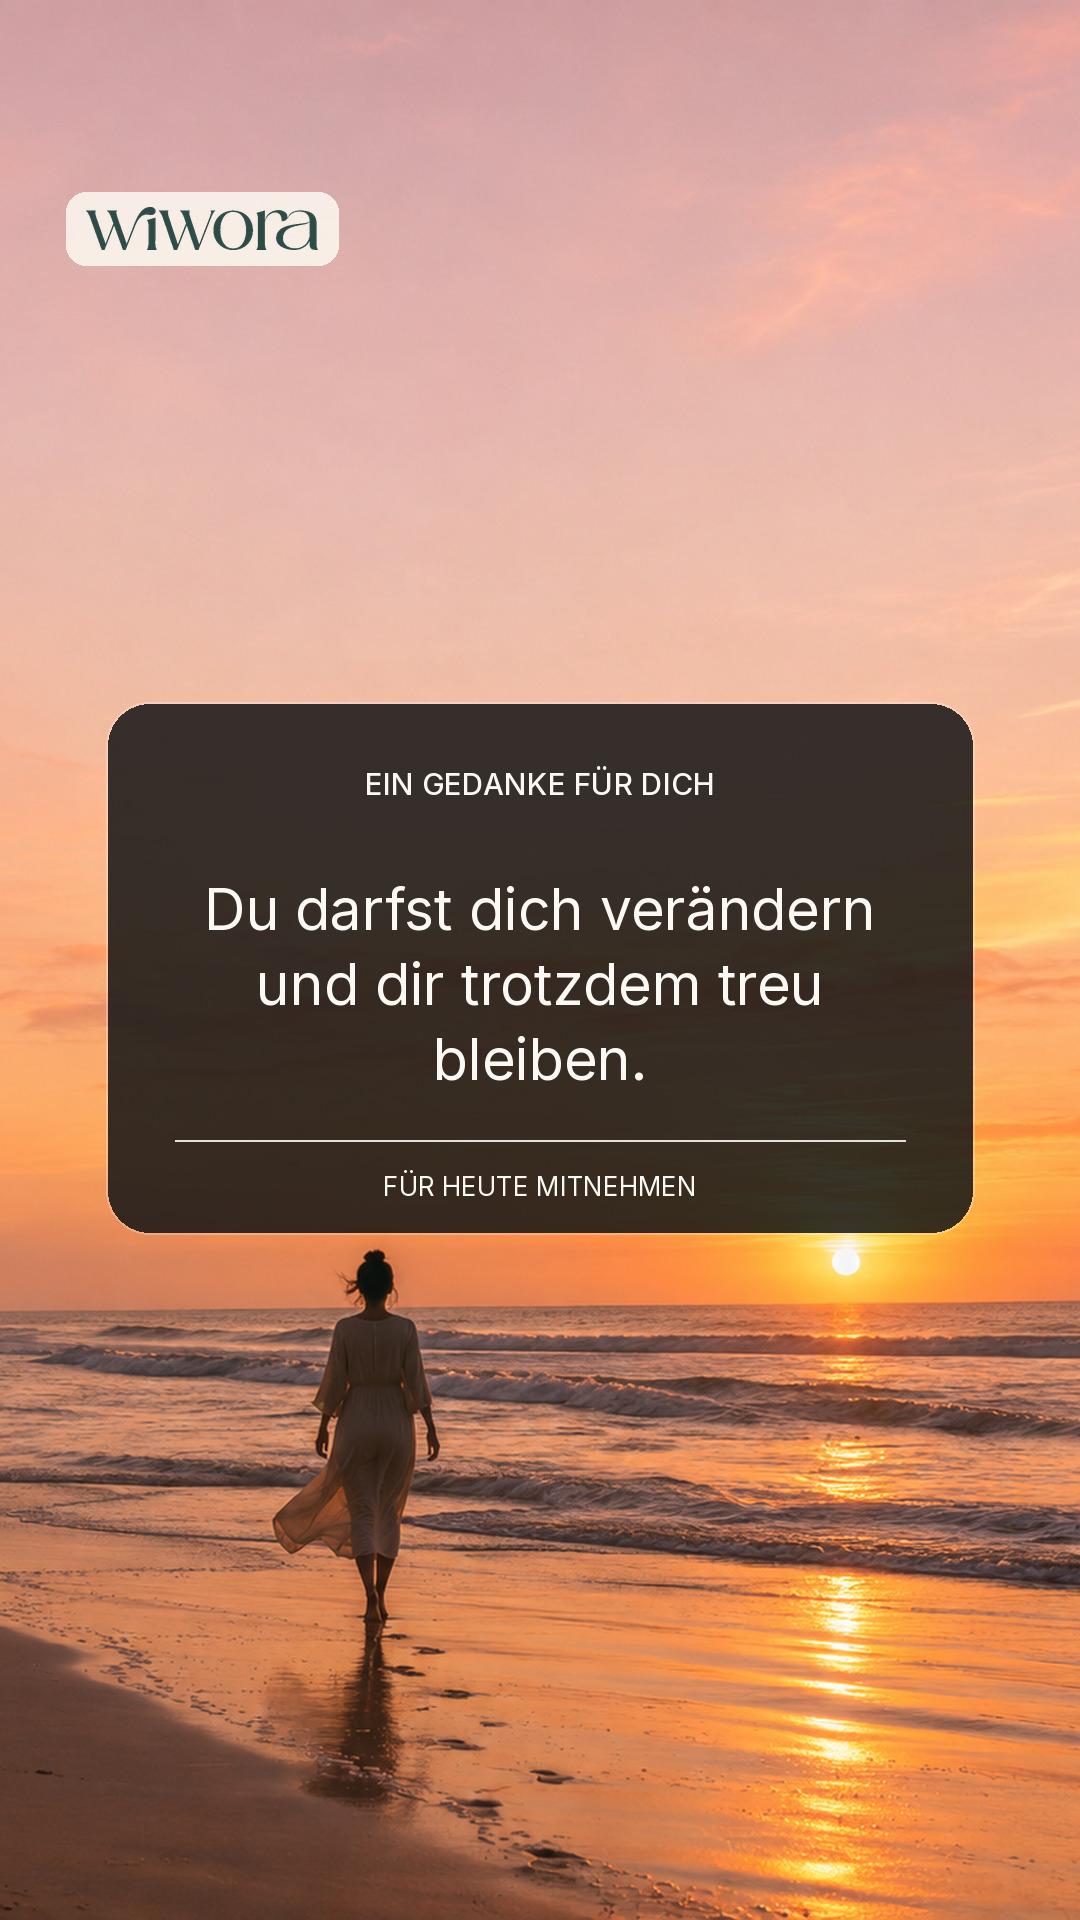 wiwora
EIN GEDANKE FÜR DICH
Du darfst dich verändern
und dir trotzdem treu
bleiben.
FÜR HEUTE MITNEHMEN